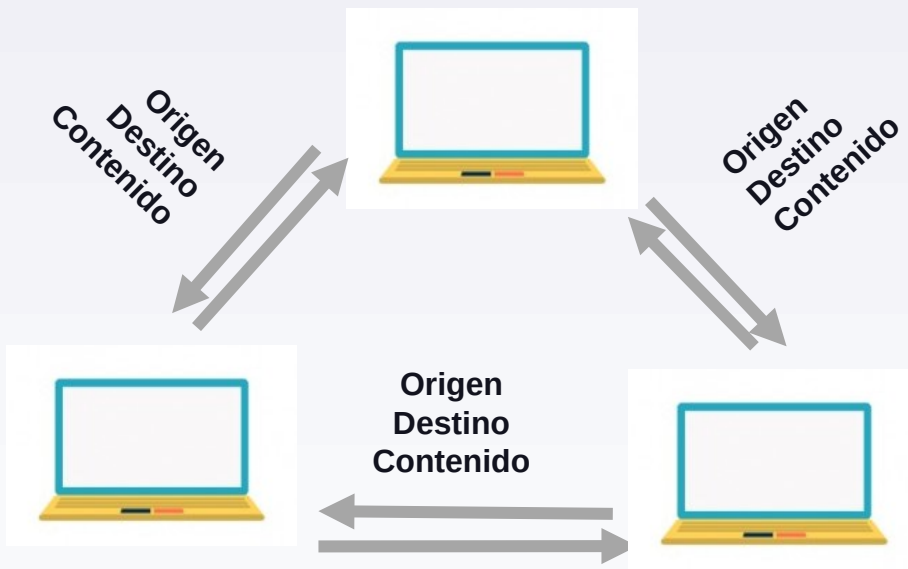 Origen
Destino
Contenido
Origen
Destino
Contenido
Origen
Destino
Contenido